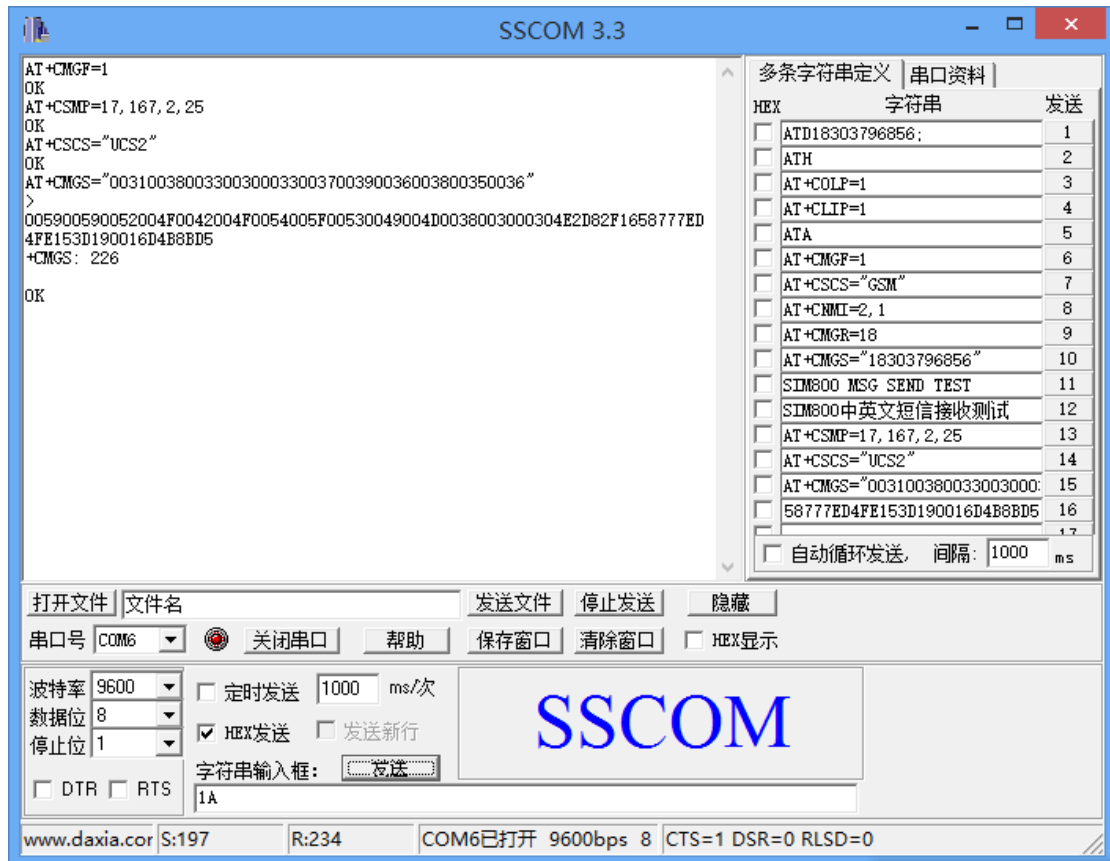 SSCOM 3.3
AT+CMGF=1
OK
AT+CSMP=17,167,2,25
OK
AT+CSCS="UCS2"
OK
AT+CMGS="00310038003300300033003700390036003800350036"
>
005900590052004F0042004F0054005F00530049004D0038003000304E2D82F1658777ED
4FE153D190016D4B8BD5
+CMGS: 226
OK
多条字符串定义 串口资料
HEX 字符串 发送
ATD18303796856; 1
ATH 2
AT+COLP=1 3
AT+CLIP=1 4
ATA 5
AT+CMGF=1 6
AT+CSCS="GSM" 7
AT+CNMI=2,1 8
AT+CMGR=18 9
AT+CMGS="18303796856" 10
SIM800 MSG SEND TEST 11
SIM800中英文短信接收测试 12
AT+CSMP=17,167,2,25 13
AT+CSCS="UCS2" 14
AT+CMGS="003100380033003000: 15
58777ED4FE153D190016D4B8BD5 16
17
自动循环发送, 间隔: 1000 ms
打开文件 文件名 发送文件 停止发送 隐藏
串口号 COM6 关闭串口 帮助 保存窗口 清除窗口 HEX显示
波特率 9600 定时发送 1000 ms/次
数据位 8
停止位 1 HEX发送 发送新行
SSCOM
字符串输入框: 发送
DTR RTS 1A
www.daxia.cor S:197 R:234 COM6已打开 9600bps 8 CTS=1 DSR=0 RLSD=0